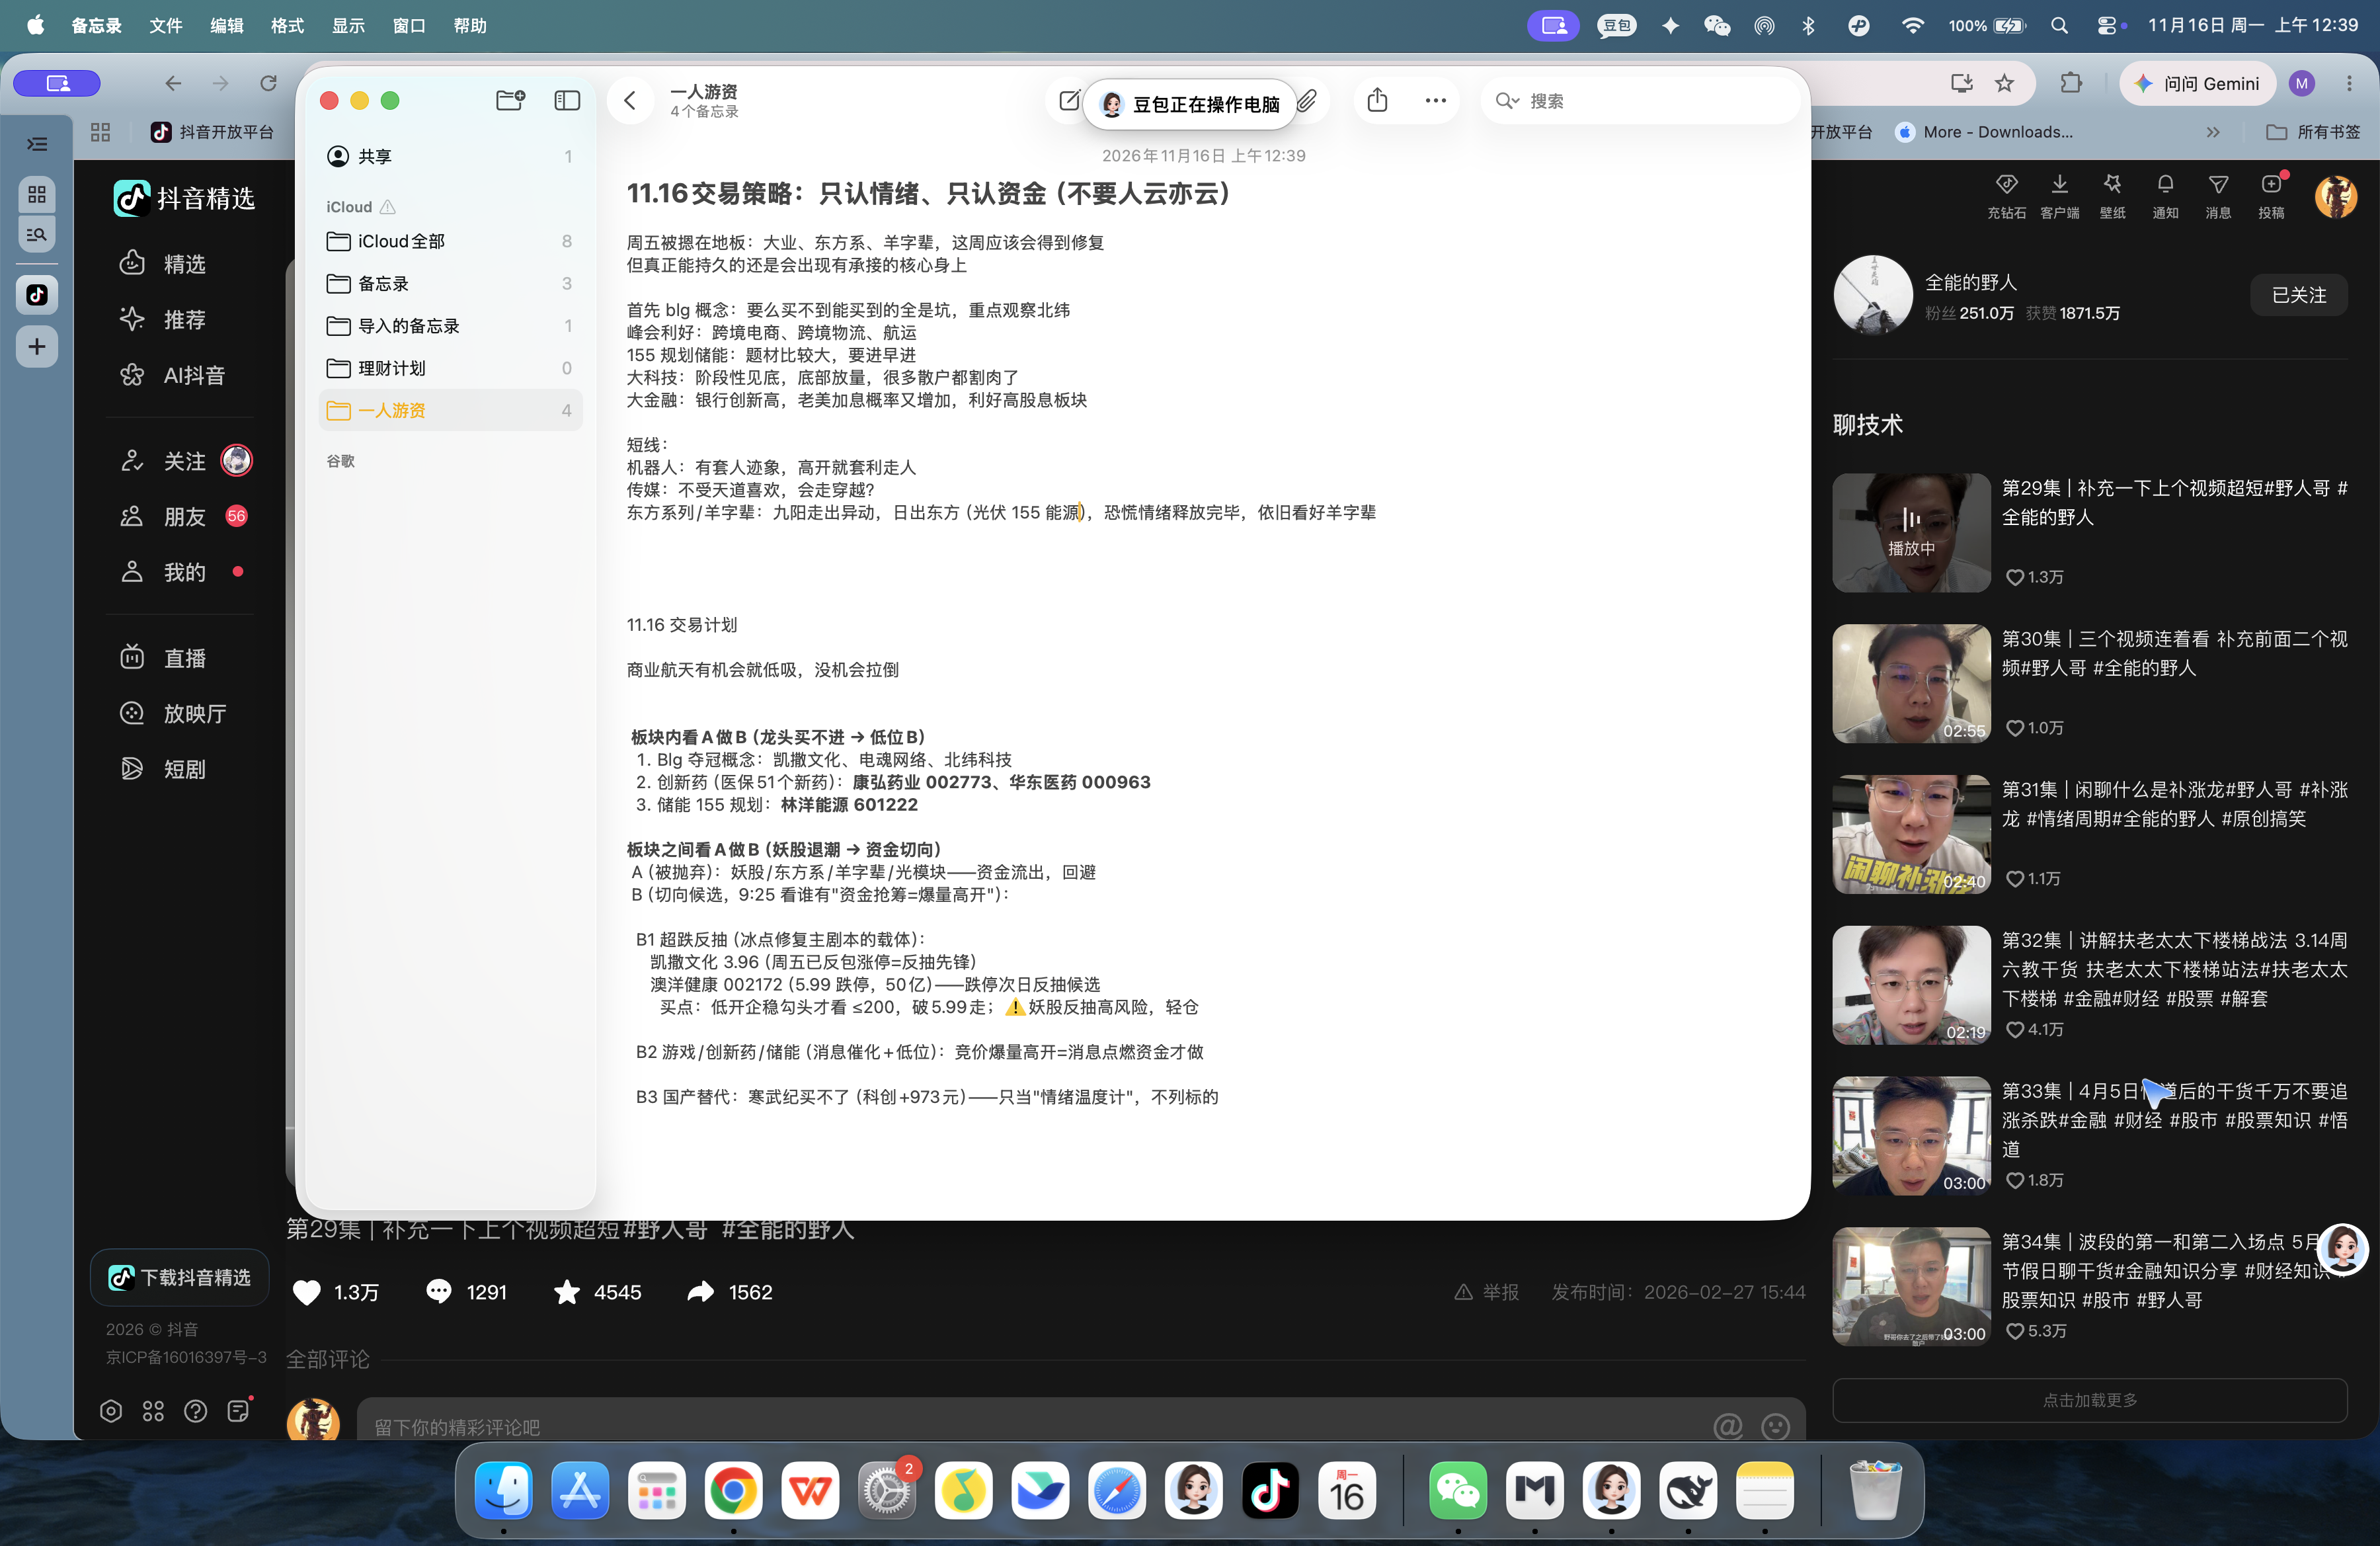 备忘录 文件 编辑 格式 显示 窗口 帮助
豆包
100%
11月16日 周一 上午 12:39
问问 Gemini
M
抖音开放平台
开放平台
More - Downloads...
所有书签
一人游资
4个备忘录
豆包正在操作电脑
搜索
共享 1
iCloud
iCloud全部 8
备忘录 3
导入的备忘录 1
理财计划 0
一人游资 4
谷歌
2026年11月16日 上午12:39
11.16交易策略：只认情绪、只认资金（不要人云亦云）
周五被摁在地板：大业、东方系、羊字辈，这周应该会得到修复
但真正能持久的还是会出现有承接的核心身上
首先 blg 概念：要么买不到能买到的全是坑，重点观察北纬
峰会利好：跨境电商、跨境物流、航运
155 规划储能：题材比较大，要进早进
大科技：阶段性见底，底部放量，很多散户都割肉了
大金融：银行创新高，老美加息概率又增加，利好高股息板块
短线：
机器人：有套人迹象，高开就套利走人
传媒：不受天道喜欢，会走穿越？
东方系列/羊字辈：九阳走出异动，日出东方（光伏 155 能源），恐慌情绪释放完毕，依旧看好羊字辈
11.16 交易计划
商业航天有机会就低吸，没机会拉倒
板块内看A做B（龙头买不进 → 低位B）
1. Blg 夺冠概念：凯撒文化、电魂网络、北纬科技
2. 创新药（医保51个新药）：康弘药业 002773、华东医药 000963
3. 储能 155 规划：林洋能源 601222
板块之间看A做B（妖股退潮 → 资金切向）
A（被抛弃）：妖股/东方系/羊字辈/光模块——资金流出，回避
B（切向候选，9:25 看谁有"资金抢筹=爆量高开"）：
B1 超跌反抽（冰点修复主剧本的载体）：
凯撒文化 3.96（周五已反包涨停=反抽先锋）
澳洋健康 002172（5.99 跌停，50亿）——跌停次日反抽候选
买点：低开企稳勾头才看 ≤200，破5.99走；⚠️妖股反抽高风险，轻仓
B2 游戏/创新药/储能（消息催化+低位）：竞价爆量高开=消息点燃资金才做
B3 国产替代：寒武纪买不了（科创+973元）——只当"情绪温度计"，不列标的
抖音精选
精选
推荐
AI抖音
关注
朋友 56
我的
直播
放映厅
短剧
下载抖音精选
2026 © 抖音
京ICP备16016397号-3
第29集 | 补充一下上个视频超短#野人哥 #全能的野人
1.3万 1291 4545 1562
举报 发布时间：2026-02-27 15:44
全部评论
留下你的精彩评论吧
充钻石 客户端 壁纸 通知 消息 投稿
全能的野人
粉丝 251.0万 获赞 1871.5万
已关注
聊技术
播放中
第29集 | 补充一下上个视频超短#野人哥 #
全能的野人
1.3万
02:55
第30集 | 三个视频连着看 补充前面二个视
频#野人哥 #全能的野人
1.0万
闲聊补涨龙
02:40
第31集 | 闲聊什么是补涨龙#野人哥 #补涨
龙 #情绪周期#全能的野人 #原创搞笑
1.1万
02:19
第32集 | 讲解扶老太太下楼梯战法 3.14周
六教干货 扶老太太下楼梯站法#扶老太太
下楼梯 #金融#财经 #股票 #解套
4.1万
03:00
第33集 | 4月5日 道后的干货千万不要追
涨杀跌#金融 #财经 #股市 #股票知识 #悟
道
1.8万
03:00
第34集 | 波段的第一和第二入场点 5月
节假日聊干货#金融知识分享 #财经知识 #
股票知识 #股市 #野人哥
5.3万
点击加载更多
2
周一
16